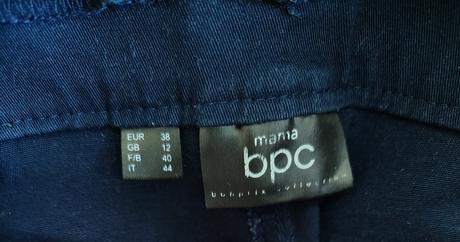 EUR 38
GB 12
F/B 40
IT 44
mama
bpc
bonprix collection